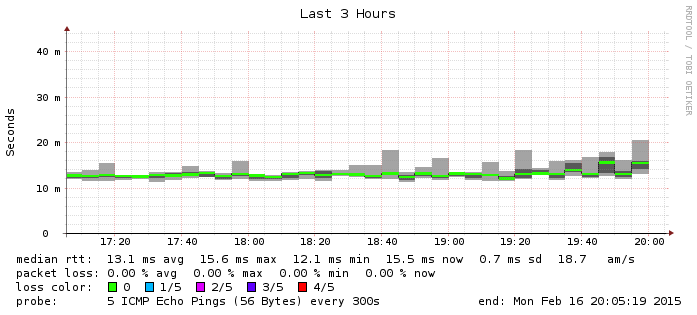 Last 3 Hours
RRDTOOL / TOBI OETIKER
Seconds
40 m
30 m
20 m
10 m
0
17:20 17:40 18:00 18:20 18:40 19:00 19:20 19:40 20:00
median rtt: 13.1 ms avg 15.6 ms max 12.1 ms min 15.5 ms now 0.7 ms sd 18.7 am/s
packet loss: 0.00 % avg 0.00 % max 0.00 % min 0.00 % now
loss color: 0 1/5 2/5 3/5 4/5
probe: 5 ICMP Echo Pings (56 Bytes) every 300s end: Mon Feb 16 20:05:19 2015